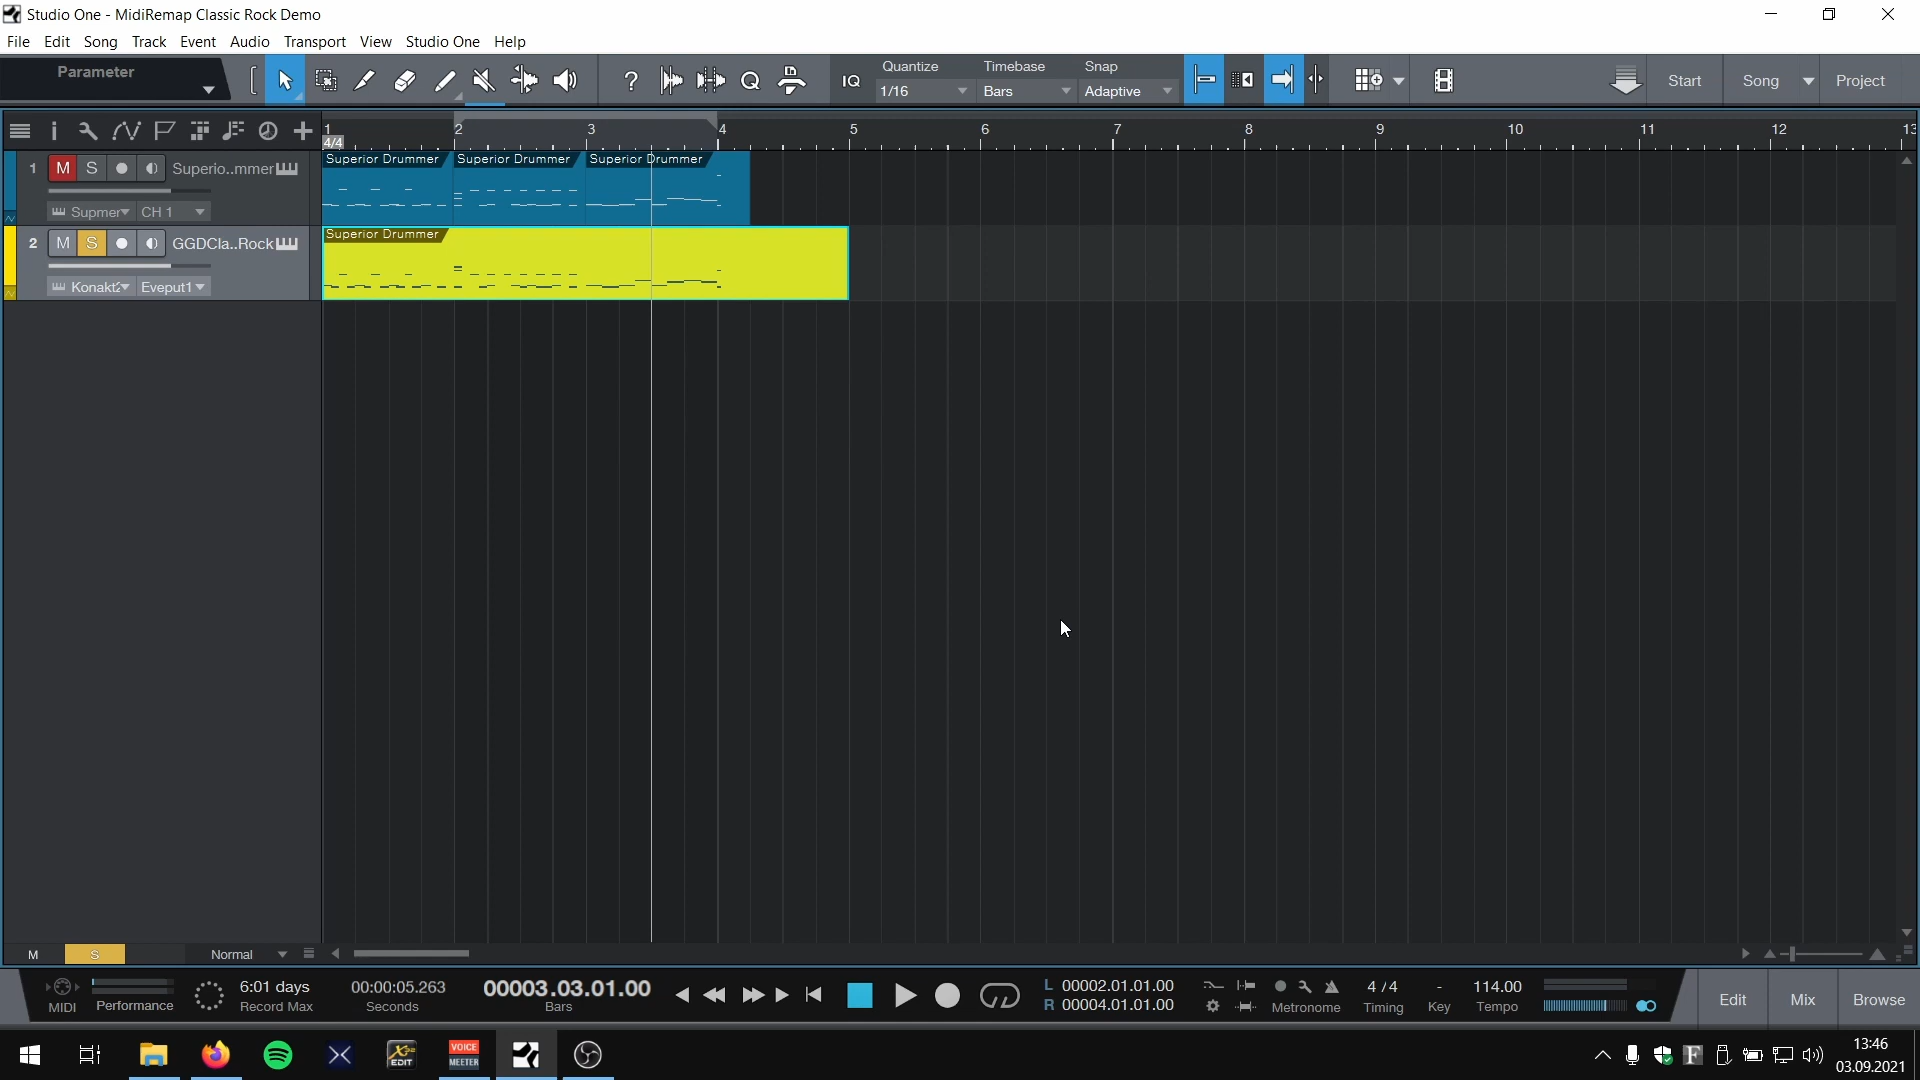 Studio One - MidiRemap Classic Rock Demo
File Edit Song Track Event Audio Transport View Studio One Help
Parameter
IQ
Quantize
1/16
Timebase
Bars
Snap
Adaptive
Start Song Project
1 2 3 4 5 6 7 8 9 10 11 12 13
4/4
1 M S Superio..mmer
Supmer CH 1
Superior Drummer Superior Drummer Superior Drummer
2 M S GGDCla..Rock
Eveput1
Superior Drummer
M S Normal
MIDI
Performance
6:01 days
Record Max
00:00:05.263
Seconds
00003.03.01.00
Bars
L 00002.01.01.00
R 00004.01.01.00
Metronome
4 / 4
Timing
-
Key
114.00
Tempo
Edit Mix Browse
EDIT
VOICE
MEETER
F
13:46
03.09.2021